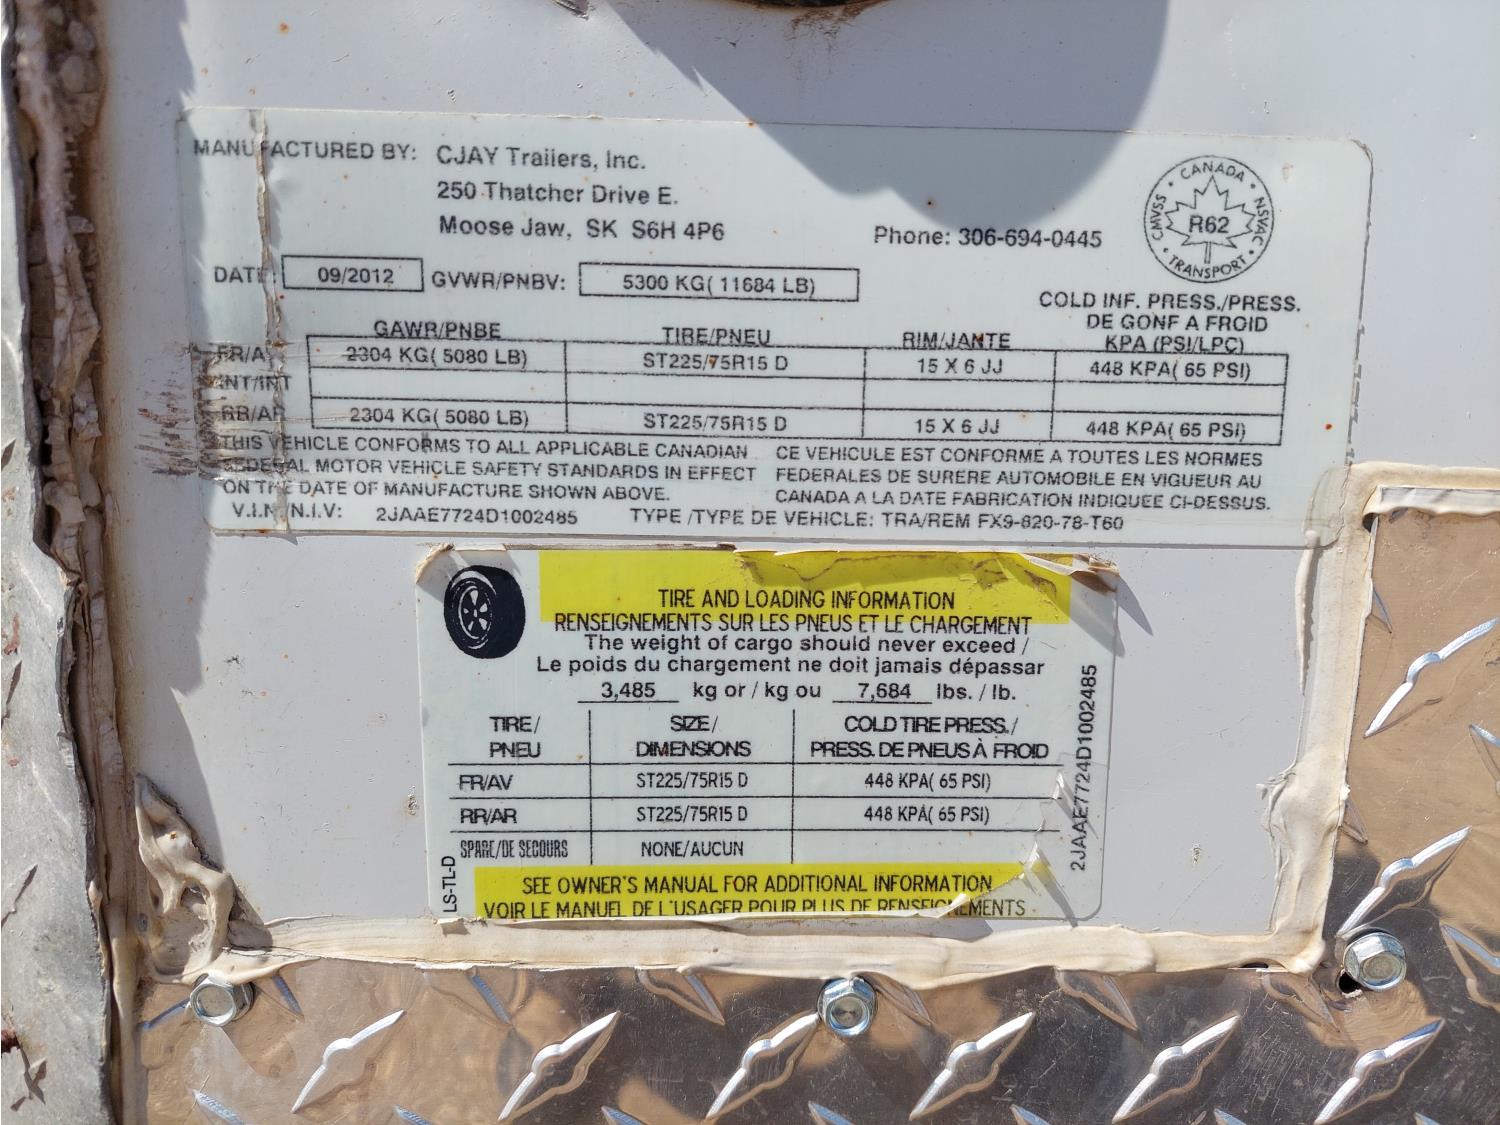 MANUFACTURED BY: CJAY Trailers, Inc.
250 Thatcher Drive E.
Moose Jaw, SK S6H 4P6
Phone: 306-694-0445
CANADA
CMVSS · R62 · NSVAC
TRANSPORT
DATE: 09/2012 GVWR/PNBV: 5300 KG( 11684 LB)
COLD INF. PRESS./PRESS.
DE GONF A FROID
GAWR/PNBE TIRE/PNEU RIM/JANTE KPA (PSI/LPC)
FR/AV 2304 KG( 5080 LB) ST225/75R15 D 15 X 6 JJ 448 KPA( 65 PSI)
INT/INT
RR/AR 2304 KG( 5080 LB) ST225/75R15 D 15 X 6 JJ 448 KPA( 65 PSI)
THIS VEHICLE CONFORMS TO ALL APPLICABLE CANADIAN
FEDERAL MOTOR VEHICLE SAFETY STANDARDS IN EFFECT
ON THE DATE OF MANUFACTURE SHOWN ABOVE.
CE VEHICULE EST CONFORME A TOUTES LES NORMES
FEDERALES DE SURERE AUTOMOBILE EN VIGUEUR AU
CANADA A LA DATE FABRICATION INDIQUEE CI-DESSUS.
V.I.N./N.I.V: 2JAAE7724D1002485 TYPE /TYPE DE VEHICLE: TRA/REM FX9-820-78-T60
TIRE AND LOADING INFORMATION
RENSEIGNEMENTS SUR LES PNEUS ET LE CHARGEMENT
The weight of cargo should never exceed /
Le poids du chargement ne doit jamais dépassar
3,485 kg or / kg ou 7,684 lbs. / lb.
TIRE/ SIZE/ COLD TIRE PRESS./
PNEU DIMENSIONS PRESS. DE PNEUS À FROID
FR/AV ST225/75R15 D 448 KPA( 65 PSI)
RR/AR ST225/75R15 D 448 KPA( 65 PSI)
SPARE/DE SECOURS NONE/AUCUN
SEE OWNER'S MANUAL FOR ADDITIONAL INFORMATION
VOIR LE MANUEL DE L'USAGER POUR PLUS DE RENSEIGNEMENTS
LS-TL-D
2JAAE7724D1002485